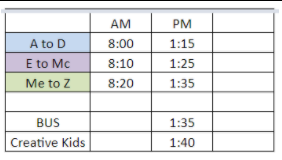 AM PM
A to D 8:00 1:15
E to Mc 8:10 1:25
Me to Z 8:20 1:35
BUS 1:35
Creative Kids 1:40